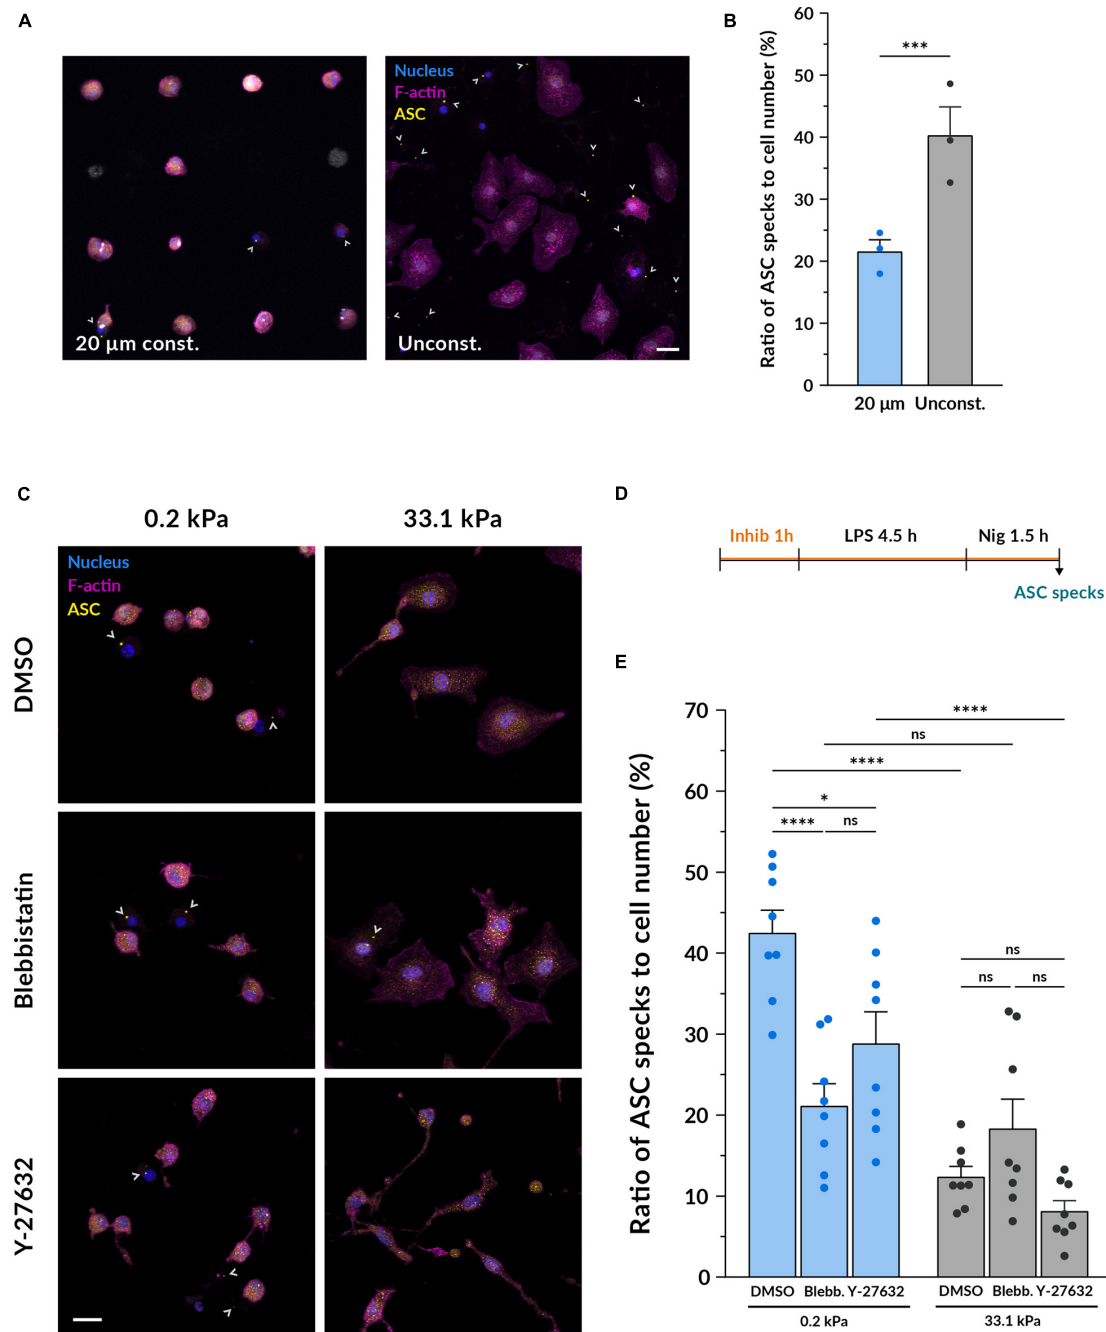 A
Nucleus
F-actin
ASC
20 µm const.
Unconst.
B
Ratio of ASC specks to cell number (%)
60
50
40
30
20
10
0
***
20 µm Unconst.
C
0.2 kPa 33.1 kPa
Nucleus
F-actin
ASC
DMSO
Blebbistatin
Y-27632
D
Inhib 1h LPS 4.5 h Nig 1.5 h
ASC specks
E
Ratio of ASC specks to cell number (%)
70
60
50
40
30
20
10
0
****
ns
****
*
**** ns
ns
ns ns
DMSO Blebb. Y-27632 DMSO Blebb. Y-27632
0.2 kPa 33.1 kPa